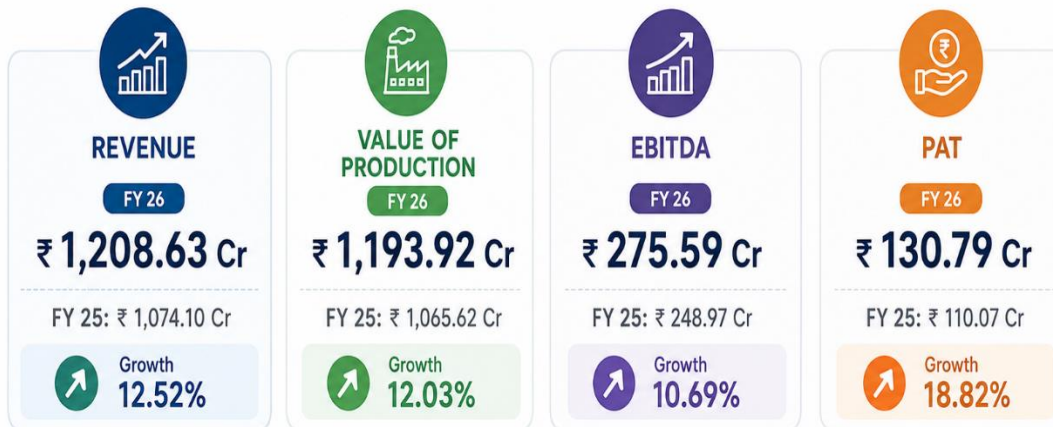 REVENUE
FY 26
₹ 1,208.63 Cr
FY 25: ₹ 1,074.10 Cr
Growth
12.52%
VALUE OF
PRODUCTION
FY 26
₹ 1,193.92 Cr
FY 25: ₹ 1,065.62 Cr
Growth
12.03%
EBITDA
FY 26
₹ 275.59 Cr
FY 25: ₹ 248.97 Cr
Growth
10.69%
₹
PAT
FY 26
₹ 130.79 Cr
FY 25: ₹ 110.07 Cr
Growth
18.82%